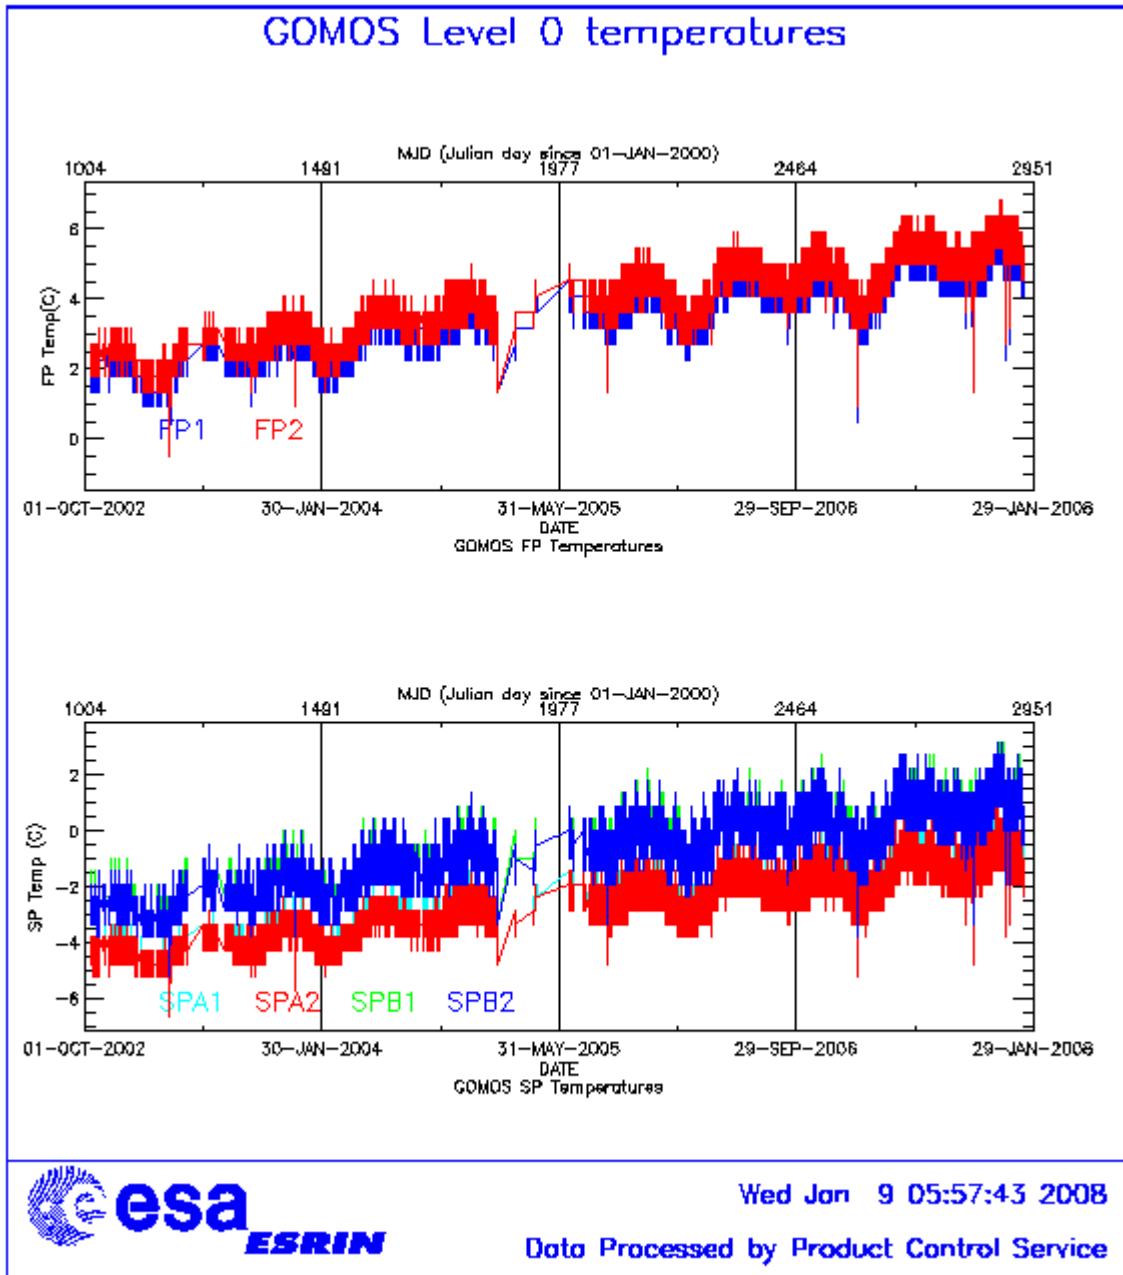 GOMOS Level 0 temperatures
MJD (Julian day since 01-JAN-2000)
1004 1491 1977 2464 2951
6
4
2
0
FP Temp(C)
FP1 FP2
01-OCT-2002 30-JAN-2004 31-MAY-2005 29-SEP-2006 29-JAN-2008
DATE
GOMOS FP Temperatures
MJD (Julian day since 01-JAN-2000)
1004 1491 1977 2464 2951
2
0
-2
-4
-6
SP Temp (C)
SPA1 SPA2 SPB1 SPB2
01-OCT-2002 30-JAN-2004 31-MAY-2005 29-SEP-2006 29-JAN-2008
DATE
GOMOS SP Temperatures
esa
ESRIN
Wed Jan 9 05:57:43 2008
Data Processed by Product Control Service